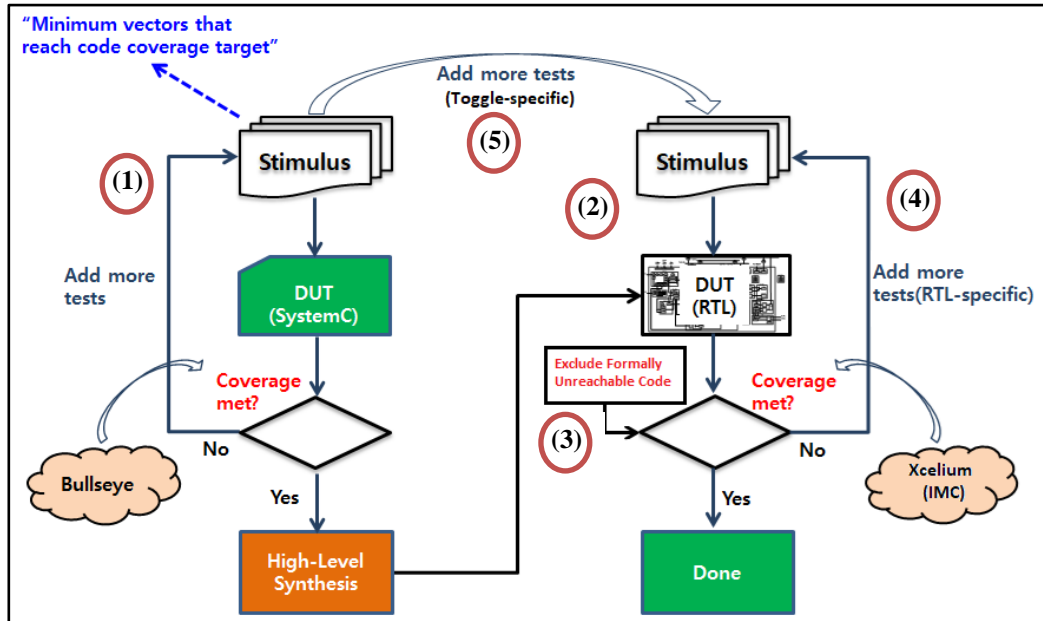 “Minimum vectors that
reach code coverage target”
Add more tests
(Toggle-specific)
(5)
Stimulus
Stimulus
(1)
(2)
(4)
Add more
tests
DUT
(SystemC)
DUT
(RTL)
Add more
tests(RTL-specific)
Exclude Formally
Unreachable Code
Coverage
met?
Coverage
met?
(3)
No
No
Bullseye
Xcelium
(IMC)
Yes
Yes
High-Level
Synthesis
Done